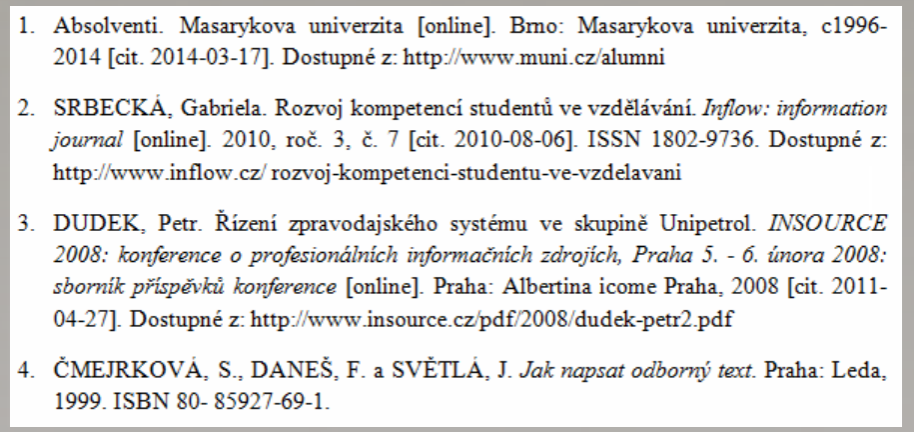 1. Absolventi. Masarykova univerzita [online]. Brno: Masarykova univerzita, c1996-
2014 [cit. 2014-03-17]. Dostupné z: http://www.muni.cz/alumni
2. SRBECKÁ, Gabriela. Rozvoj kompetencí studentů ve vzdělávání. Inflow: information
journal [online]. 2010, roč. 3, č. 7 [cit. 2010-08-06]. ISSN 1802-9736. Dostupné z:
http://www.inflow.cz/ rozvoj-kompetenci-studentu-ve-vzdelavani
3. DUDEK, Petr. Řízení zpravodajského systému ve skupině Unipetrol. INSOURCE
2008: konference o profesionálních informačních zdrojích, Praha 5. - 6. února 2008:
sborník příspěvků konference [online]. Praha: Albertina icome Praha, 2008 [cit. 2011-
04-27]. Dostupné z: http://www.insource.cz/pdf/2008/dudek-petr2.pdf
4. ČMEJRKOVÁ, S., DANEŠ, F. a SVĚTLÁ, J. Jak napsat odborný text. Praha: Leda,
1999. ISBN 80- 85927-69-1.